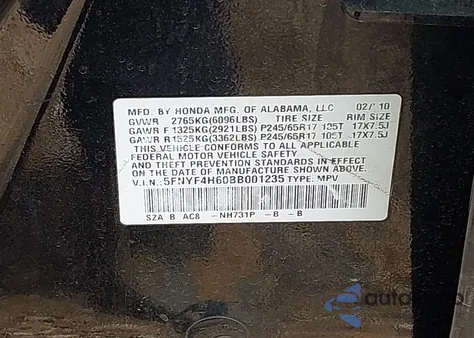 MFD. BY HONDA MFG. OF ALABAMA, LLC 02/'10
GVWR 2765KG(6096LBS) TIRE SIZE RIM SIZE
GAWR F 1325KG(2921LBS) P245/65R17 105T 17X7.5J
GAWR R 1525KG(3362LBS) P245/65R17 105T 17X7.5J
THIS VEHICLE CONFORMS TO ALL APPLICABLE
FEDERAL MOTOR VEHICLE SAFETY
AND THEFT PREVENTION STANDARDS IN EFFECT ON
THE DATE OF MANUFACTURE SHOWN ABOVE.
V.I.N.: 5FNYF4H60BB001235 TYPE: MPV
SZA B AC8 -NH731P -B -B